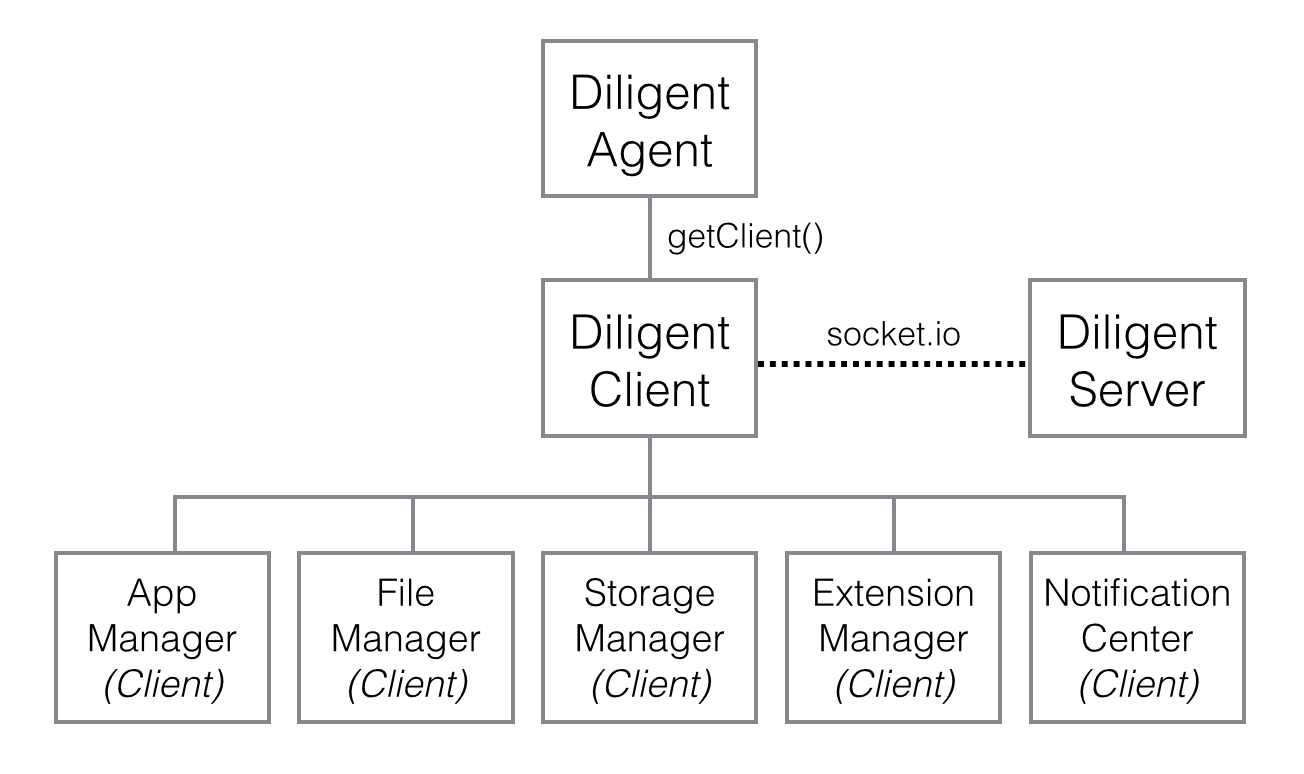 Diligent
Agent
getClient()
Diligent
Client
socket.io
Diligent
Server
App
Manager
(Client)
File
Manager
(Client)
Storage
Manager
(Client)
Extension
Manager
(Client)
Notification
Center
(Client)